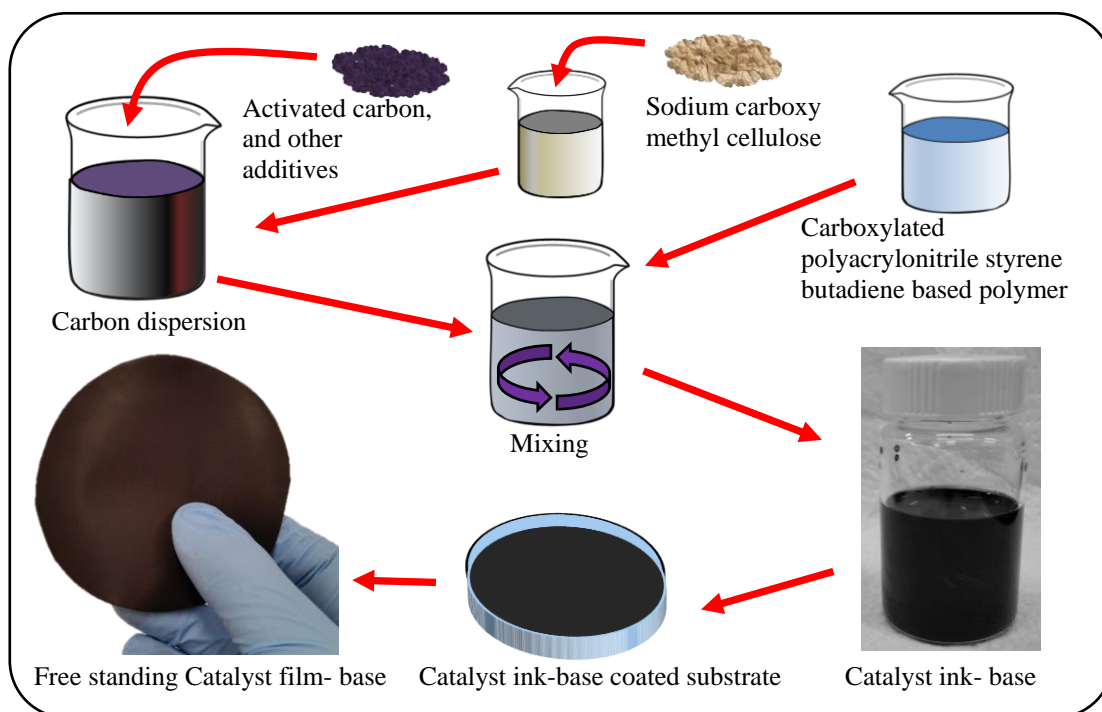 Activated carbon,
and other
additives
Sodium carboxy
methyl cellulose
Carboxylated
polyacrylonitrile styrene
butadiene based polymer
Carbon dispersion
Mixing
Free standing Catalyst film- base
Catalyst ink-base coated substrate
Catalyst ink- base